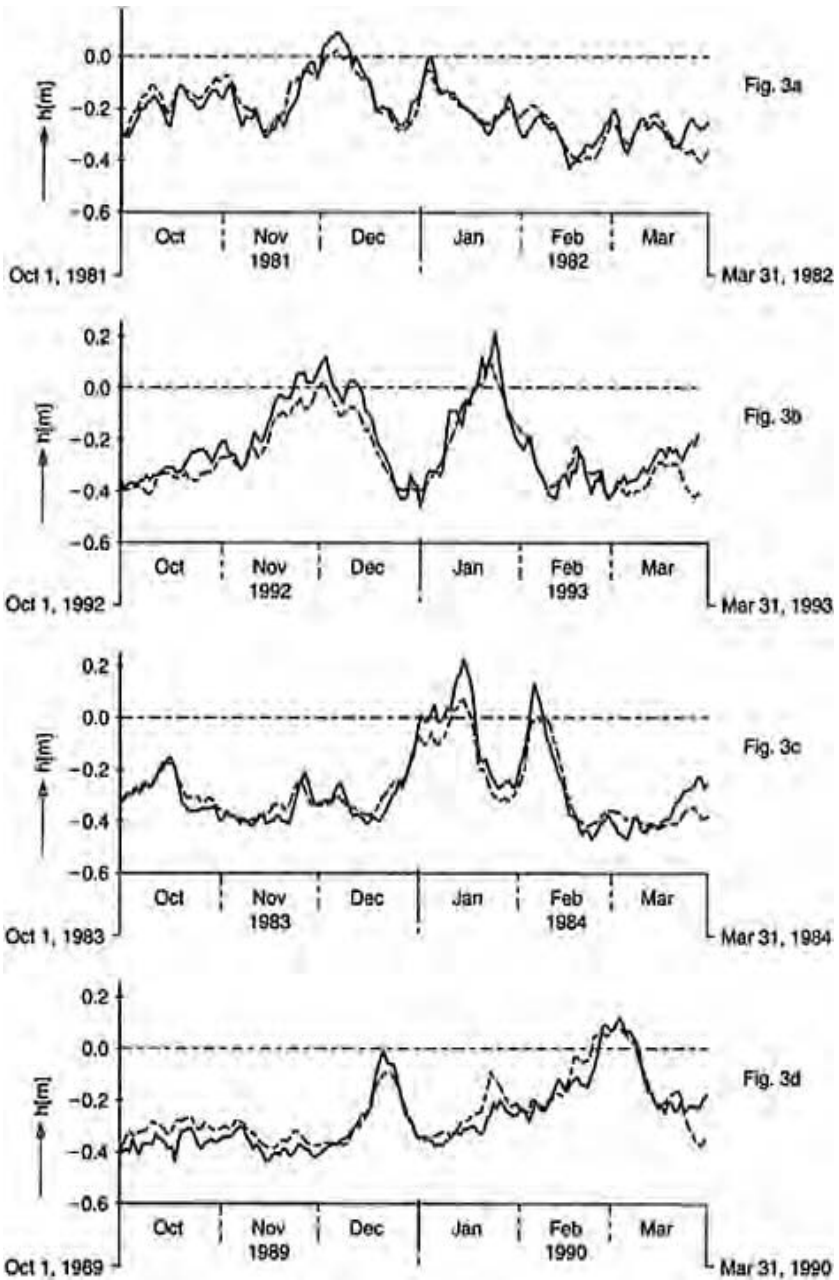 0.0
-0.2
-0.4
-0.6
h[m]
Fig. 3a
Oct Nov Dec Jan Feb Mar
1981 1982
Oct 1, 1981 Mar 31, 1982
0.2
0.0
-0.2
-0.4
-0.6
h[m]
Fig. 3b
Oct Nov Dec Jan Feb Mar
1992 1993
Oct 1, 1992 Mar 31, 1993
0.2
0.0
-0.2
-0.4
-0.6
h[m]
Fig. 3c
Oct Nov Dec Jan Feb Mar
1983 1984
Oct 1, 1983 Mar 31, 1984
0.2
0.0
-0.2
-0.4
-0.6
h[m]
Fig. 3d
Oct Nov Dec Jan Feb Mar
1989 1990
Oct 1, 1989 Mar 31, 1990